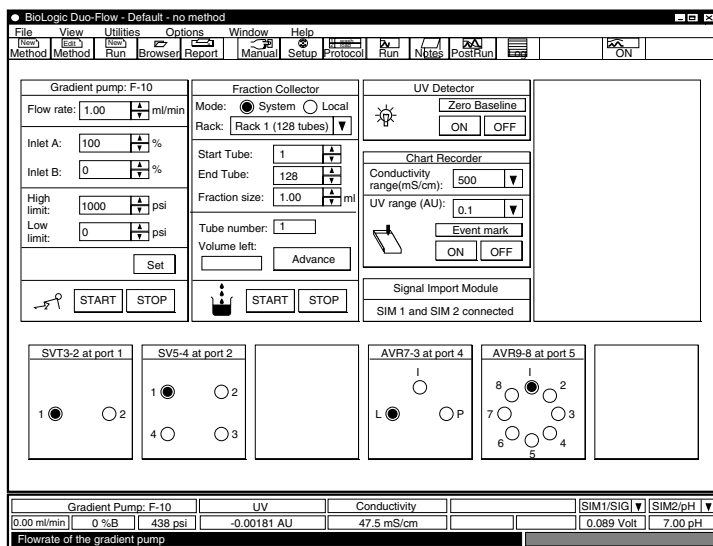 BioLogic Duo-Flow - Default - no method
File View Utilities Options Window Help
New Edit New
Method Method Run Browser Report Manual Setup Protocol Run Notes PostRun Log ON
Gradient pump: F-10
Flow rate: 1.00 ml/min
Inlet A: 100 %
Inlet B: 0 %
High limit: 1000 psi
Low limit: 0 psi
Set
START STOP
Fraction Collector
Mode: System Local
Rack: Rack 1 (128 tubes)
Start Tube: 1
End Tube: 128
Fraction size: 1.00 ml
Tube number: 1
Volume left:
Advance
START STOP
UV Detector
Zero Baseline
ON OFF
Chart Recorder
Conductivity
range(mS/cm): 500
UV range (AU): 0.1
Event mark
ON OFF
Signal Import Module
SIM 1 and SIM 2 connected
SVT3-2 at port 1
1 2
SV5-4 at port 2
1 2
4 3
AVR7-3 at port 4
I
L P
AVR9-8 at port 5
I
8 2
7 3
6 4
5
Gradient Pump: F-10 UV Conductivity SIM1/SIG SIM2/pH
0.00 ml/min 0 %B 438 psi -0.00181 AU 47.5 mS/cm 0.089 Volt 7.00 pH
Flowrate of the gradient pump